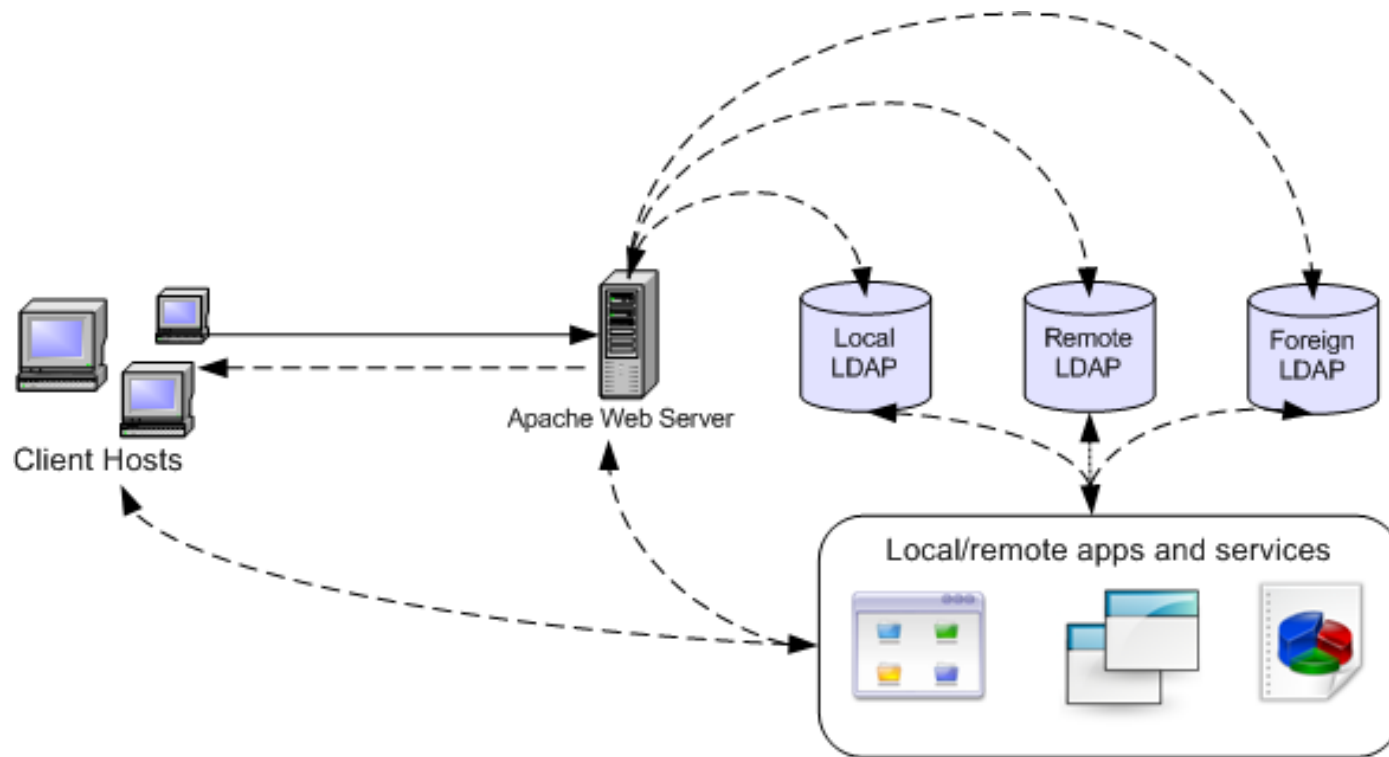 Local
LDAP
Remote
LDAP
Foreign
LDAP
Apache Web Server
Client Hosts
Local/remote apps and services